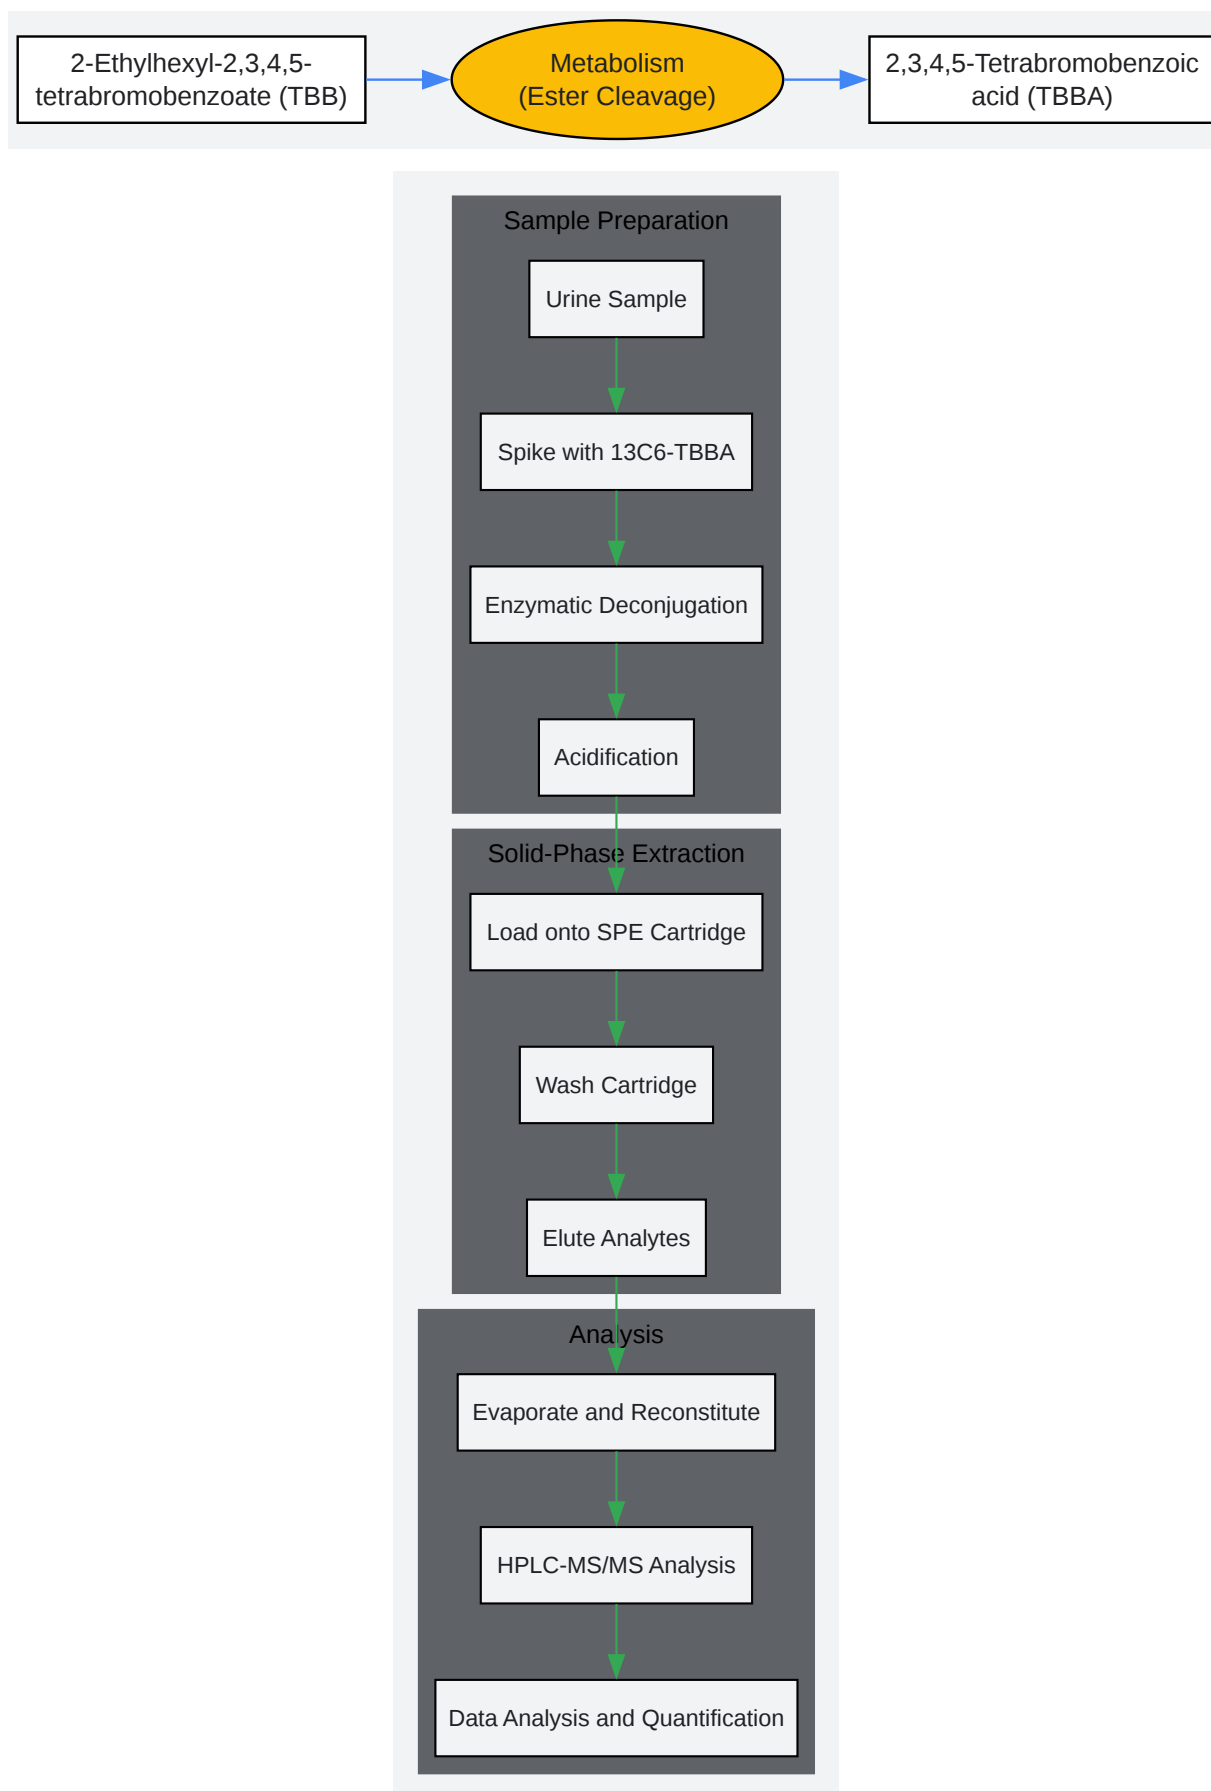 2-Ethylhexyl-2,3,4,5-
tetrabromobenzoate (TBB)
Metabolism
(Ester Cleavage)
2,3,4,5-Tetrabromobenzoic
acid (TBBA)
Sample Preparation
Urine Sample
Spike with 13C6-TBBA
Enzymatic Deconjugation
Acidification
Solid-Phase Extraction
Load onto SPE Cartridge
Wash Cartridge
Elute Analytes
Analysis
Evaporate and Reconstitute
HPLC-MS/MS Analysis
Data Analysis and Quantification